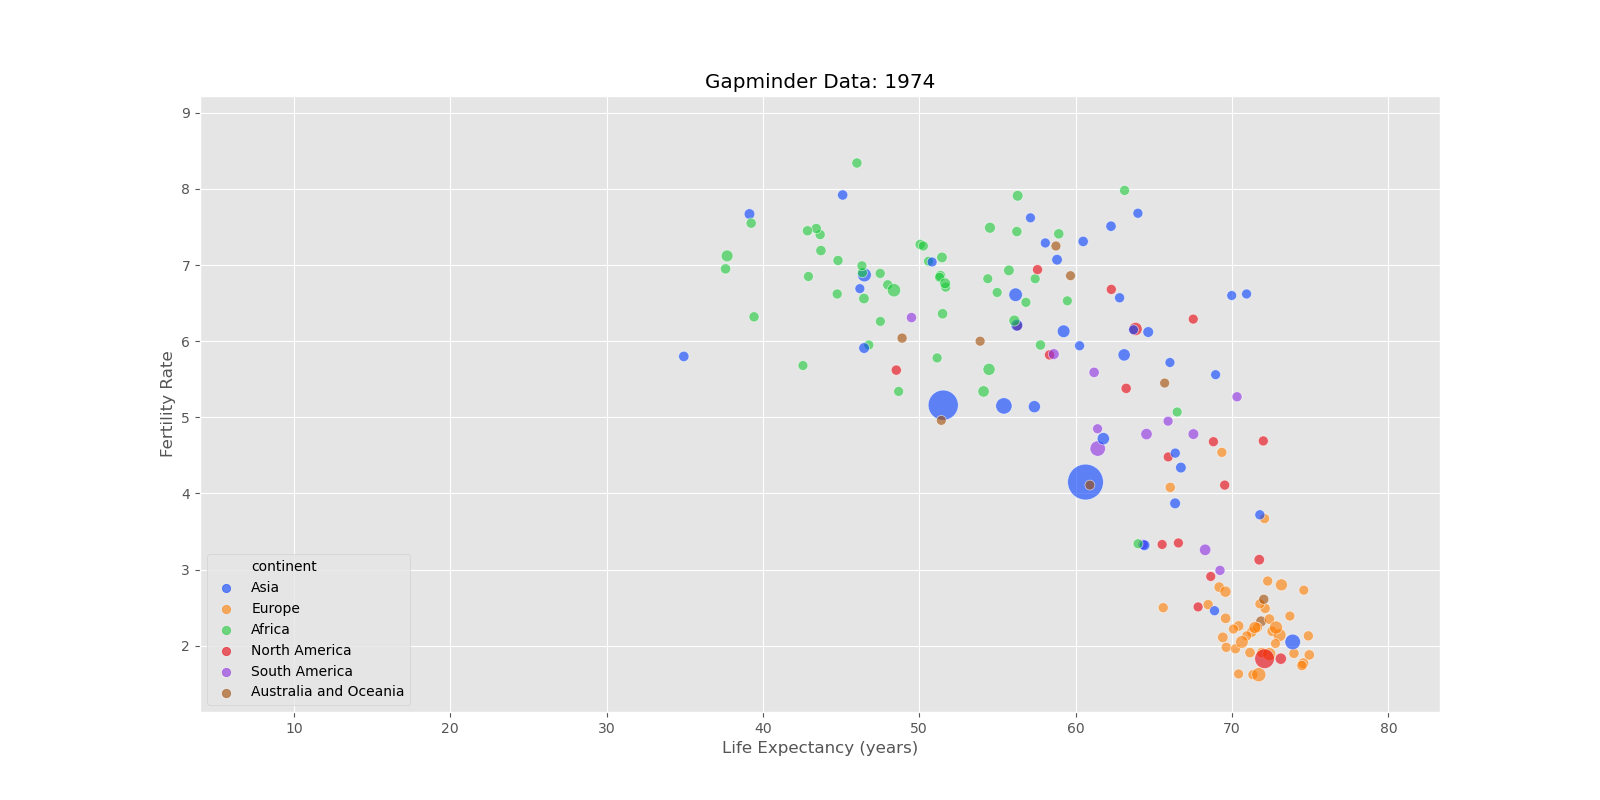 Gapminder Data: 1974
9
8
7
6
5
4
3
2
Fertility Rate
continent
Asia
Europe
Africa
North America
South America
Australia and Oceania
10 20 30 40 50 60 70 80
Life Expectancy (years)